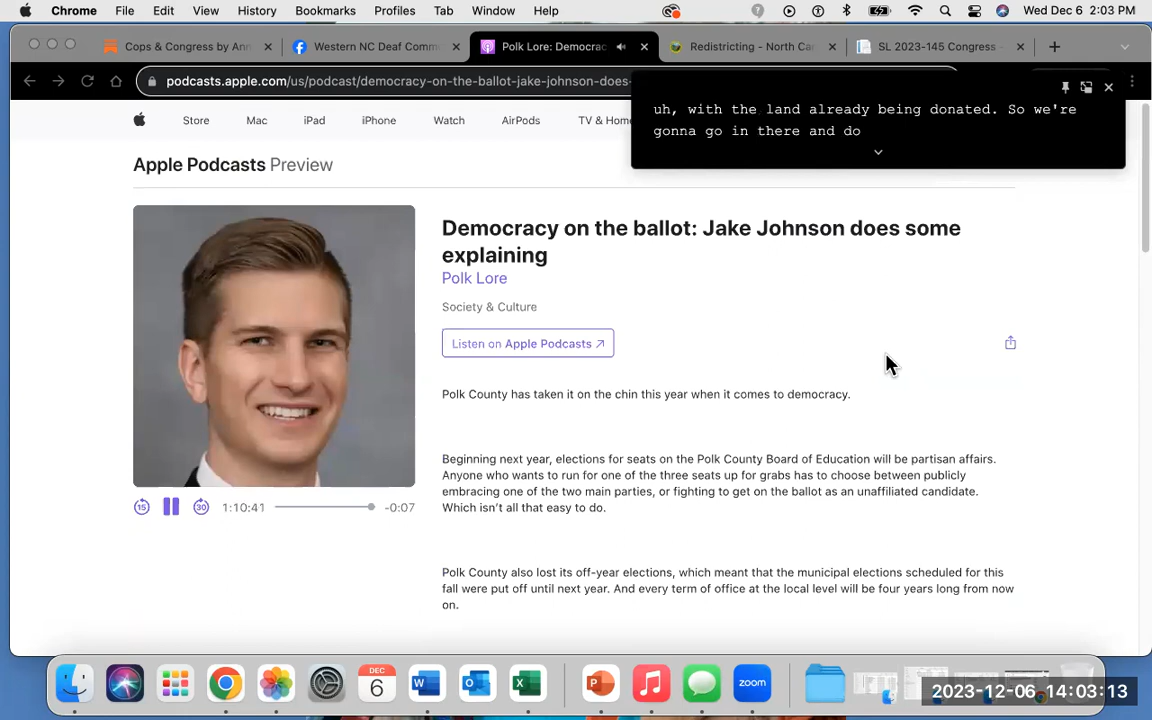 Chrome File Edit View History Bookmarks Profiles Tab Window Help Wed Dec 6 2:03 PM
Cops & Congress by Ann Western NC Deaf Comm Polk Lore: Democrac Redistricting - North Ca SL 2023-145 Congress -
podcasts.apple.com/us/podcast/democracy-on-the-ballot-jake-johnson-does-
uh, with the land already being donated. So we're
gonna go in there and do
Store Mac iPad iPhone Watch AirPods TV & Home
Apple Podcasts Preview
Democracy on the ballot: Jake Johnson does some
explaining
Polk Lore
Society & Culture
Listen on Apple Podcasts ↗
Polk County has taken it on the chin this year when it comes to democracy.
Beginning next year, elections for seats on the Polk County Board of Education will be partisan affairs.
Anyone who wants to run for one of the three seats up for grabs has to choose between publicly
embracing one of the two main parties, or fighting to get on the ballot as an unaffiliated candidate.
Which isn't all that easy to do.
15 30 1:10:41 -0:07
Polk County also lost its off-year elections, which meant that the municipal elections scheduled for this
fall were put off until next year. And every term of office at the local level will be four years long from now
on.
DEC
6
zoom
2023-12-06 14:03:13